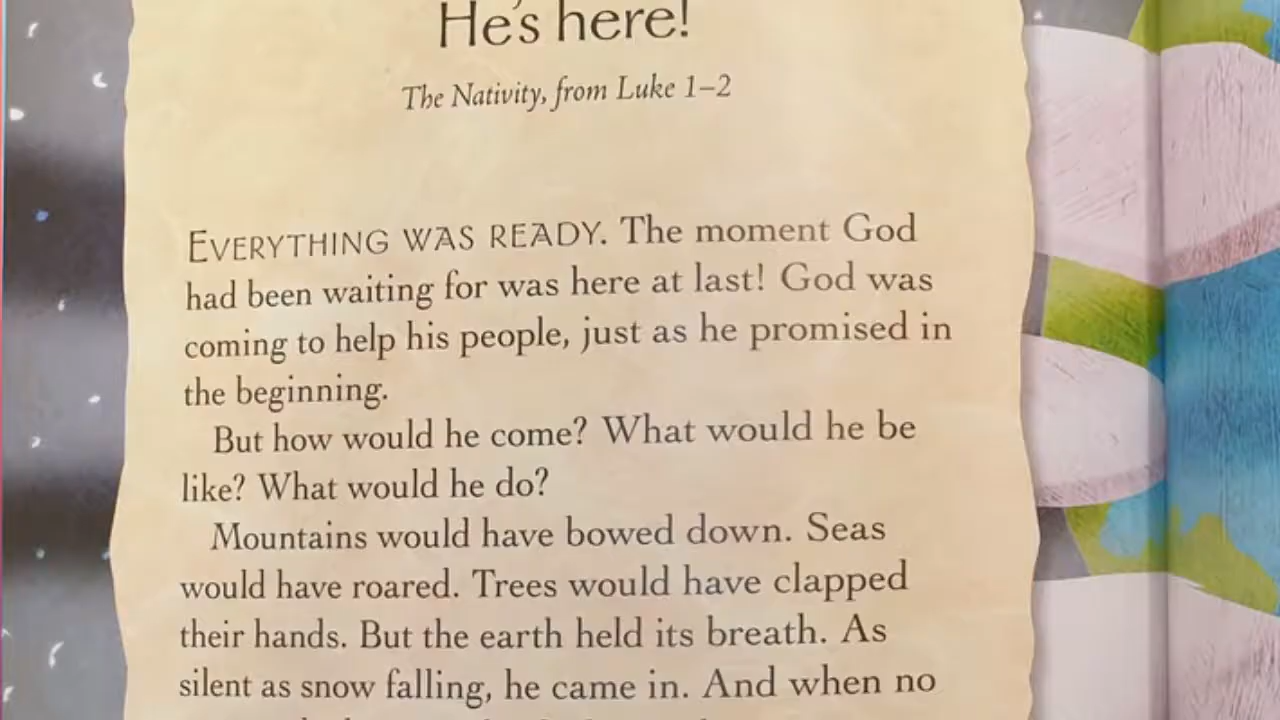 He's here!
The Nativity, from Luke 1–2
EVERYTHING WAS READY. The moment God
had been waiting for was here at last! God was
coming to help his people, just as he promised in
the beginning.
But how would he come? What would he be
like? What would he do?
Mountains would have bowed down. Seas
would have roared. Trees would have clapped
their hands. But the earth held its breath. As
silent as snow falling, he came in. And when no